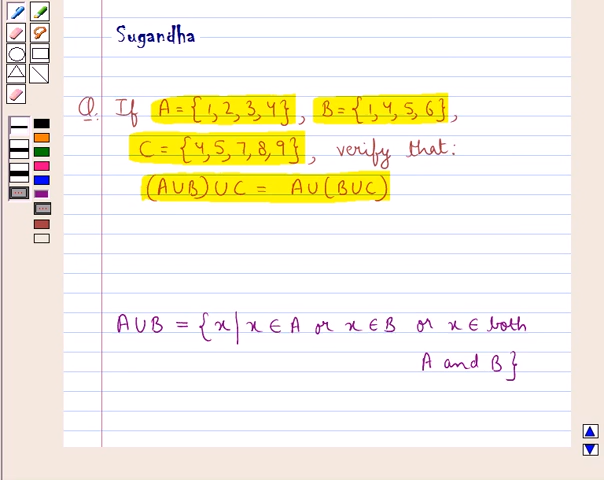 Sugandha
Q. If A = {1, 2, 3, 4}, B = {1, 4, 5, 6},
C = {4, 5, 7, 8, 9}, verify that:
(A∪B)∪C = A∪(B∪C)
A∪B = {x | x ∈ A or x ∈ B or x ∈ both
A and B}